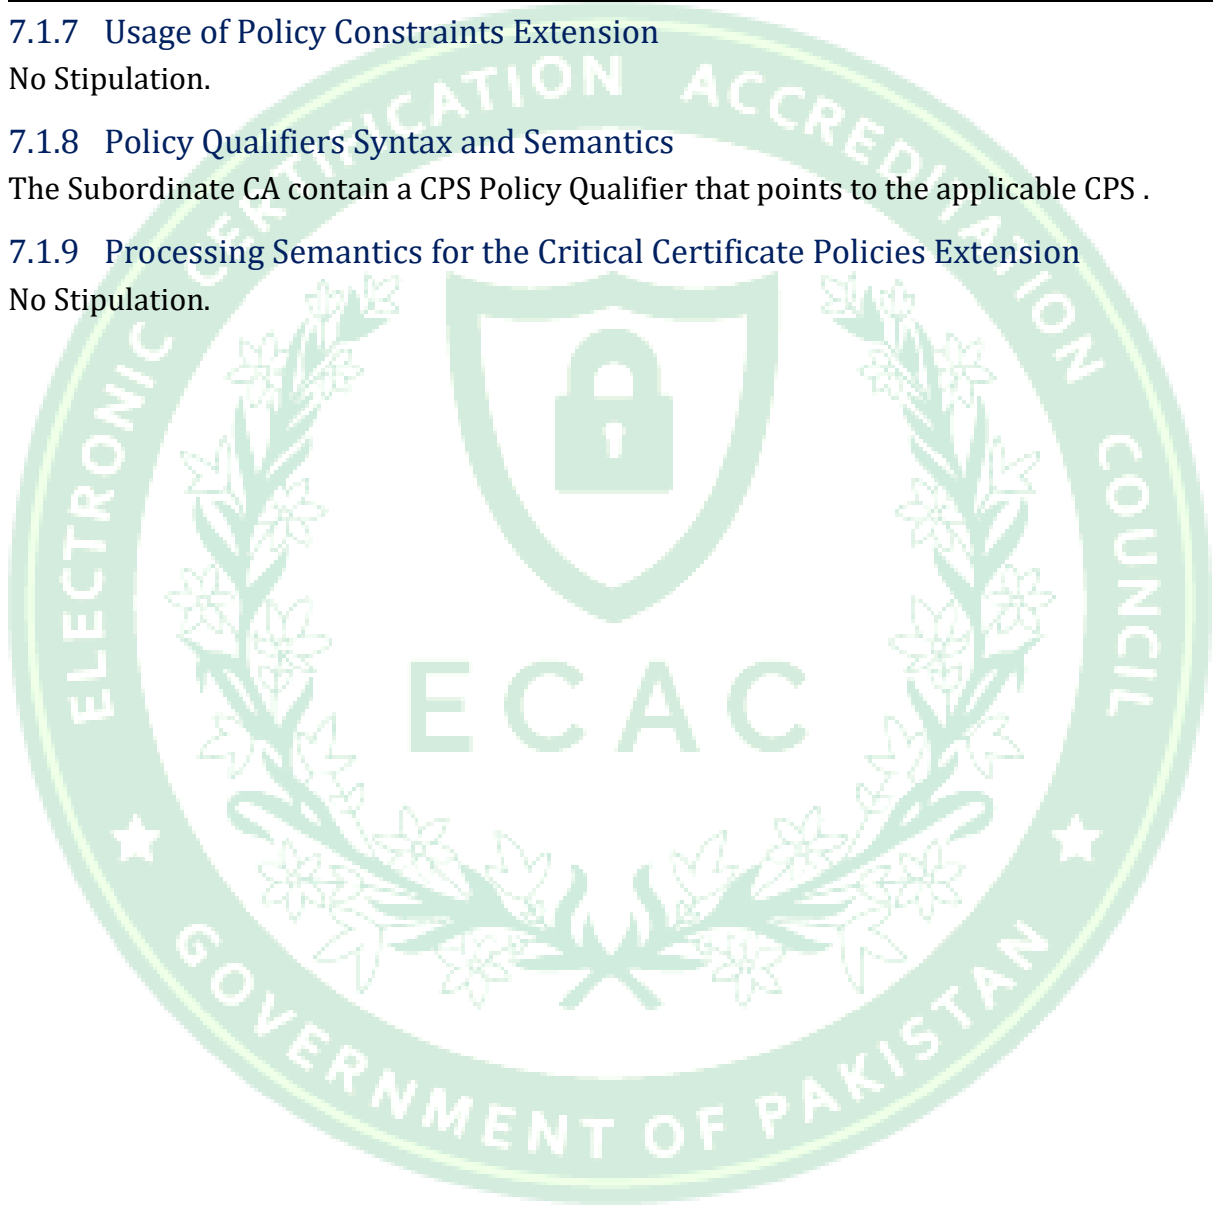 7.1.7 Usage of Policy Constraints Extension
No Stipulation.
7.1.8 Policy Qualifiers Syntax and Semantics
The Subordinate CA contain a CPS Policy Qualifier that points to the applicable CPS .
7.1.9 Processing Semantics for the Critical Certificate Policies Extension
No Stipulation.
ELECTRONIC CERTIFICATION ACCREDITATION COUNCIL
ECAC
GOVERNMENT OF PAKISTAN